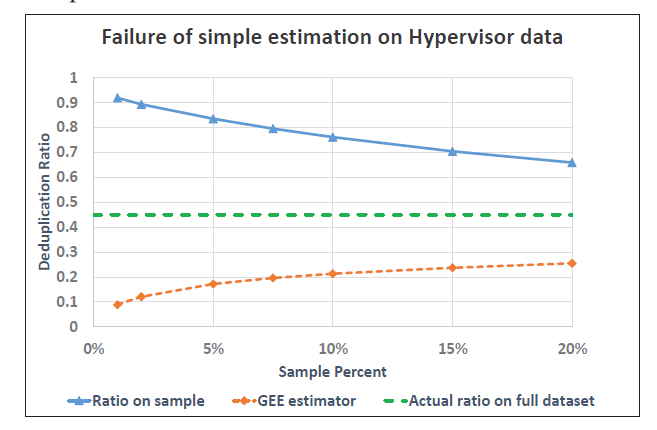 Failure of simple estimation on Hypervisor data
1
0.9
0.8
0.7
0.6
0.5
0.4
0.3
0.2
0.1
0
Deduplication Ratio
0% 5% 10% 15% 20%
Sample Percent
Ratio on sample GEE estimator Actual ratio on full dataset